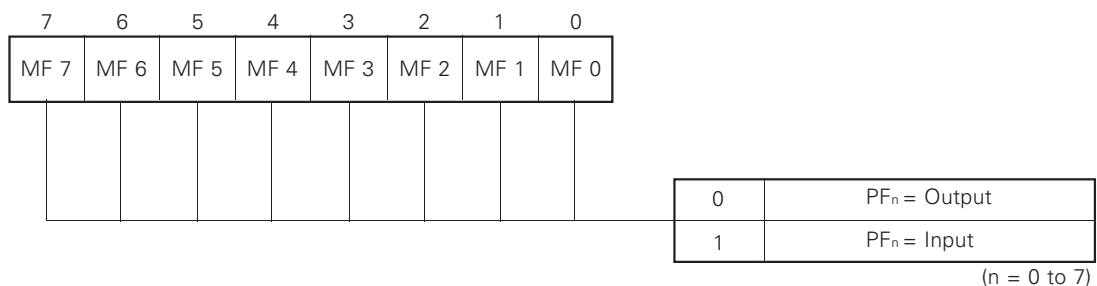 7 6 5 4 3 2 1 0
MF 7 MF 6 MF 5 MF 4 MF 3 MF 2 MF 1 MF 0
0 PFn = Output
1 PFn = Input
(n = 0 to 7)